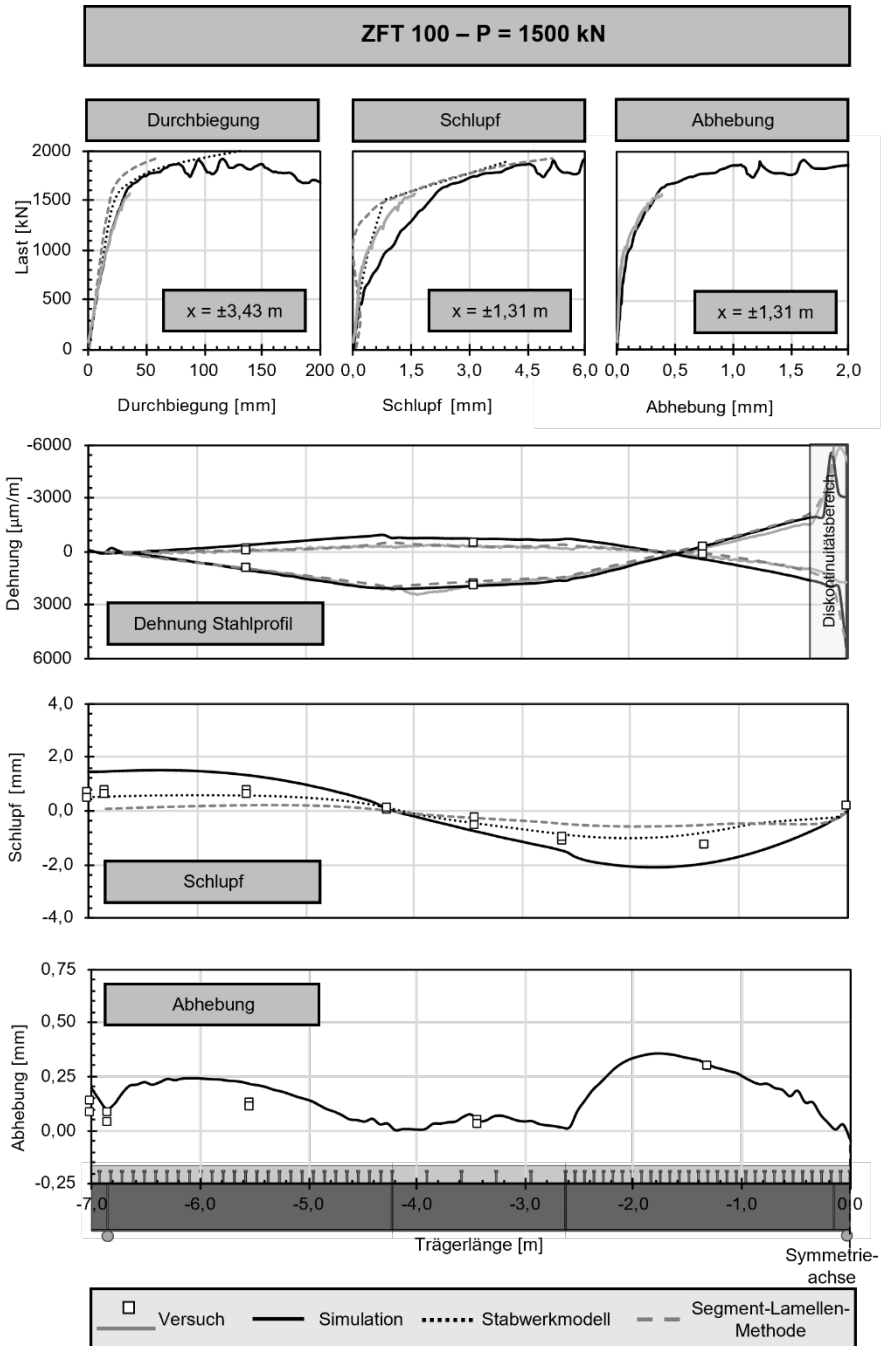 ZFT 100 – P = 1500 kN
Durchbiegung
Schlupf
Abhebung
2000
1500
1000
500
0
Last [kN]
x = ±3,43 m
x = ±1,31 m
x = ±1,31 m
0 50 100 150 200
0,0 1,5 3,0 4,5 6,0
0,0 0,5 1,0 1,5 2,0
Durchbiegung [mm]
Schlupf [mm]
Abhebung [mm]
-6000
-3000
0
3000
6000
Dehnung [µm/m]
Dehnung Stahlprofil
Diskontinuitätsbereich
4,0
2,0
0,0
-2,0
-4,0
Schlupf [mm]
Schlupf
0,75
0,50
0,25
0,00
-0,25
Abhebung [mm]
Abhebung
-7,0 -6,0 -5,0 -4,0 -3,0 -2,0 -1,0 0,0
Trägerlänge [m]
Symmetrie-
achse
Versuch
Simulation
Stabwerkmodell
Segment-Lamellen-
Methode